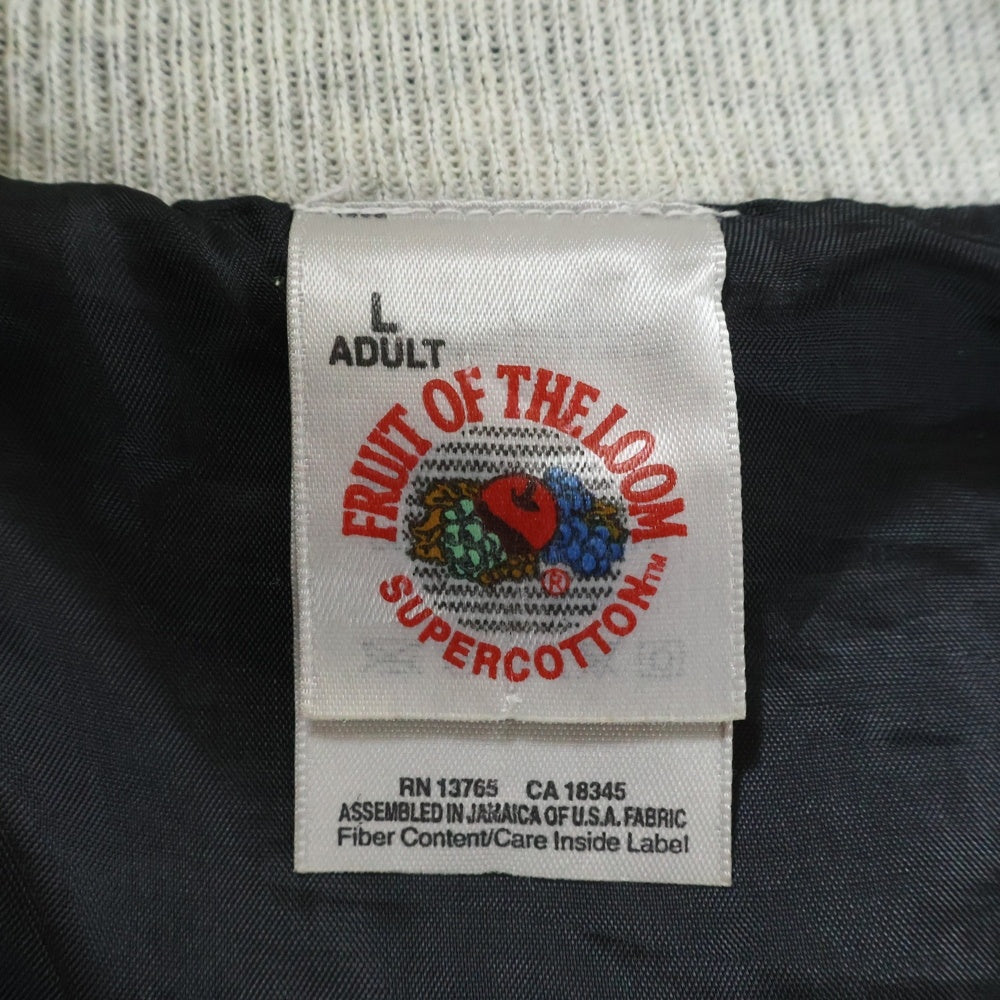 L
ADULT
FRUIT OF THE LOOM
®
SUPERCOTTON™
RN 13765 CA 18345
ASSEMBLED IN JAMAICA OF U.S.A. FABRIC
Fiber Content/Care Inside Label